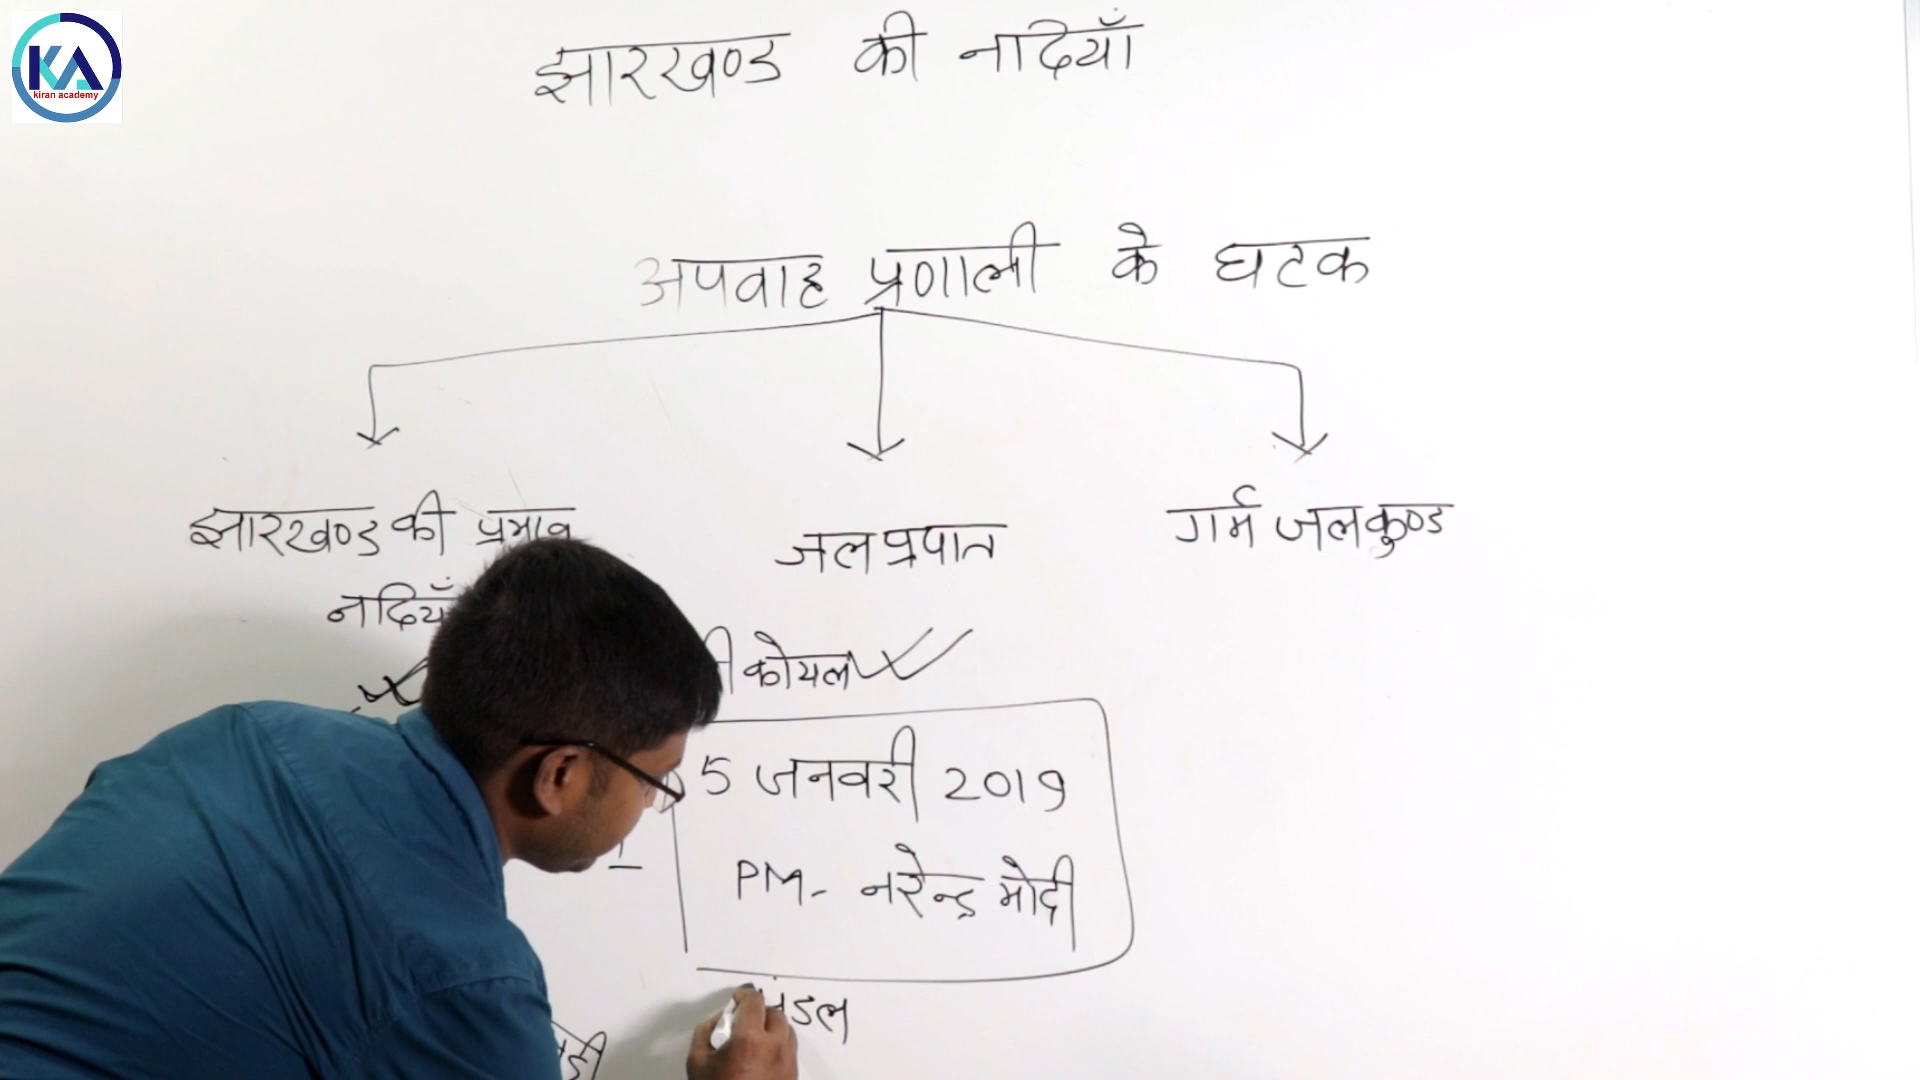 KA
kiran academy
झारखण्ड की नदियाँ
अपवाह प्रणाली के घटक
झारखण्ड की प्रभाव
नदियाँ
जलप्रपात
गर्म जलकुण्ड
कोयल
5 जनवरी 2019
PM- नरेन्द्र मोदी